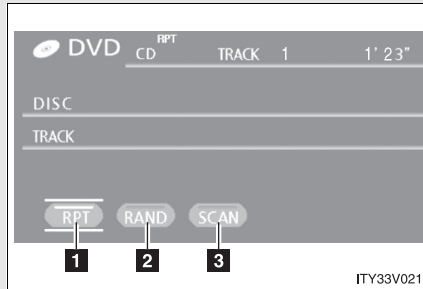 DVD CD RPT TRACK 1 1' 23"
DISC
TRACK
RPT RAND SCAN
1 2 3
ITY33V021